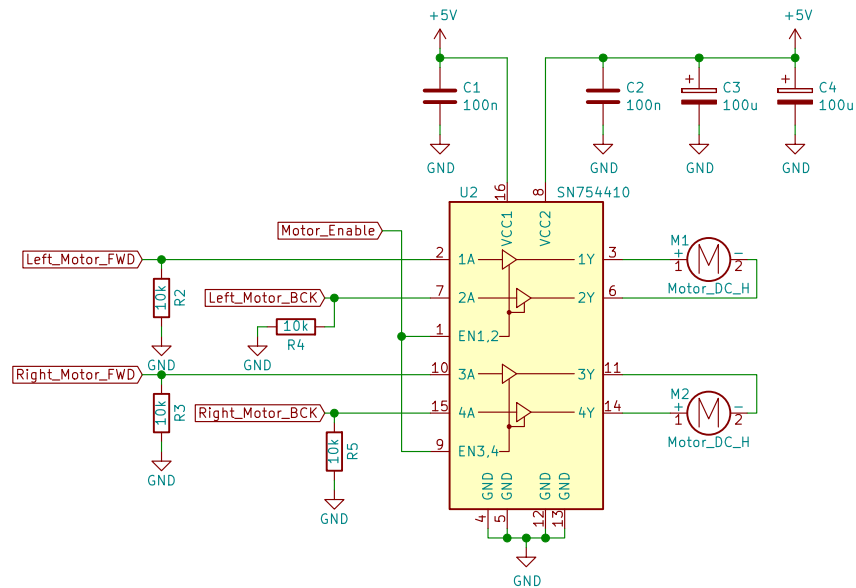 +5V
+5V
C1
100n
C2
100n
C3
100u
C4
100u
+
+
GND
GND
GND
GND
U2
16
8
SN754410
VCC1
VCC2
Motor_Enable
Left_Motor_FWD
2
1A
1Y
3
M1
+
1
M
-
2
Motor_DC_H
10k
R2
Left_Motor_BCK
7
2A
2Y
6
10k
R4
GND
GND
1
EN1,2
Right_Motor_FWD
10
3A
3Y
11
10k
R3
Right_Motor_BCK
15
4A
4Y
14
M2
+
1
M
-
2
Motor_DC_H
10k
R5
9
EN3,4
GND
GND
GND
GND
GND
GND
4
5
12
13
GND